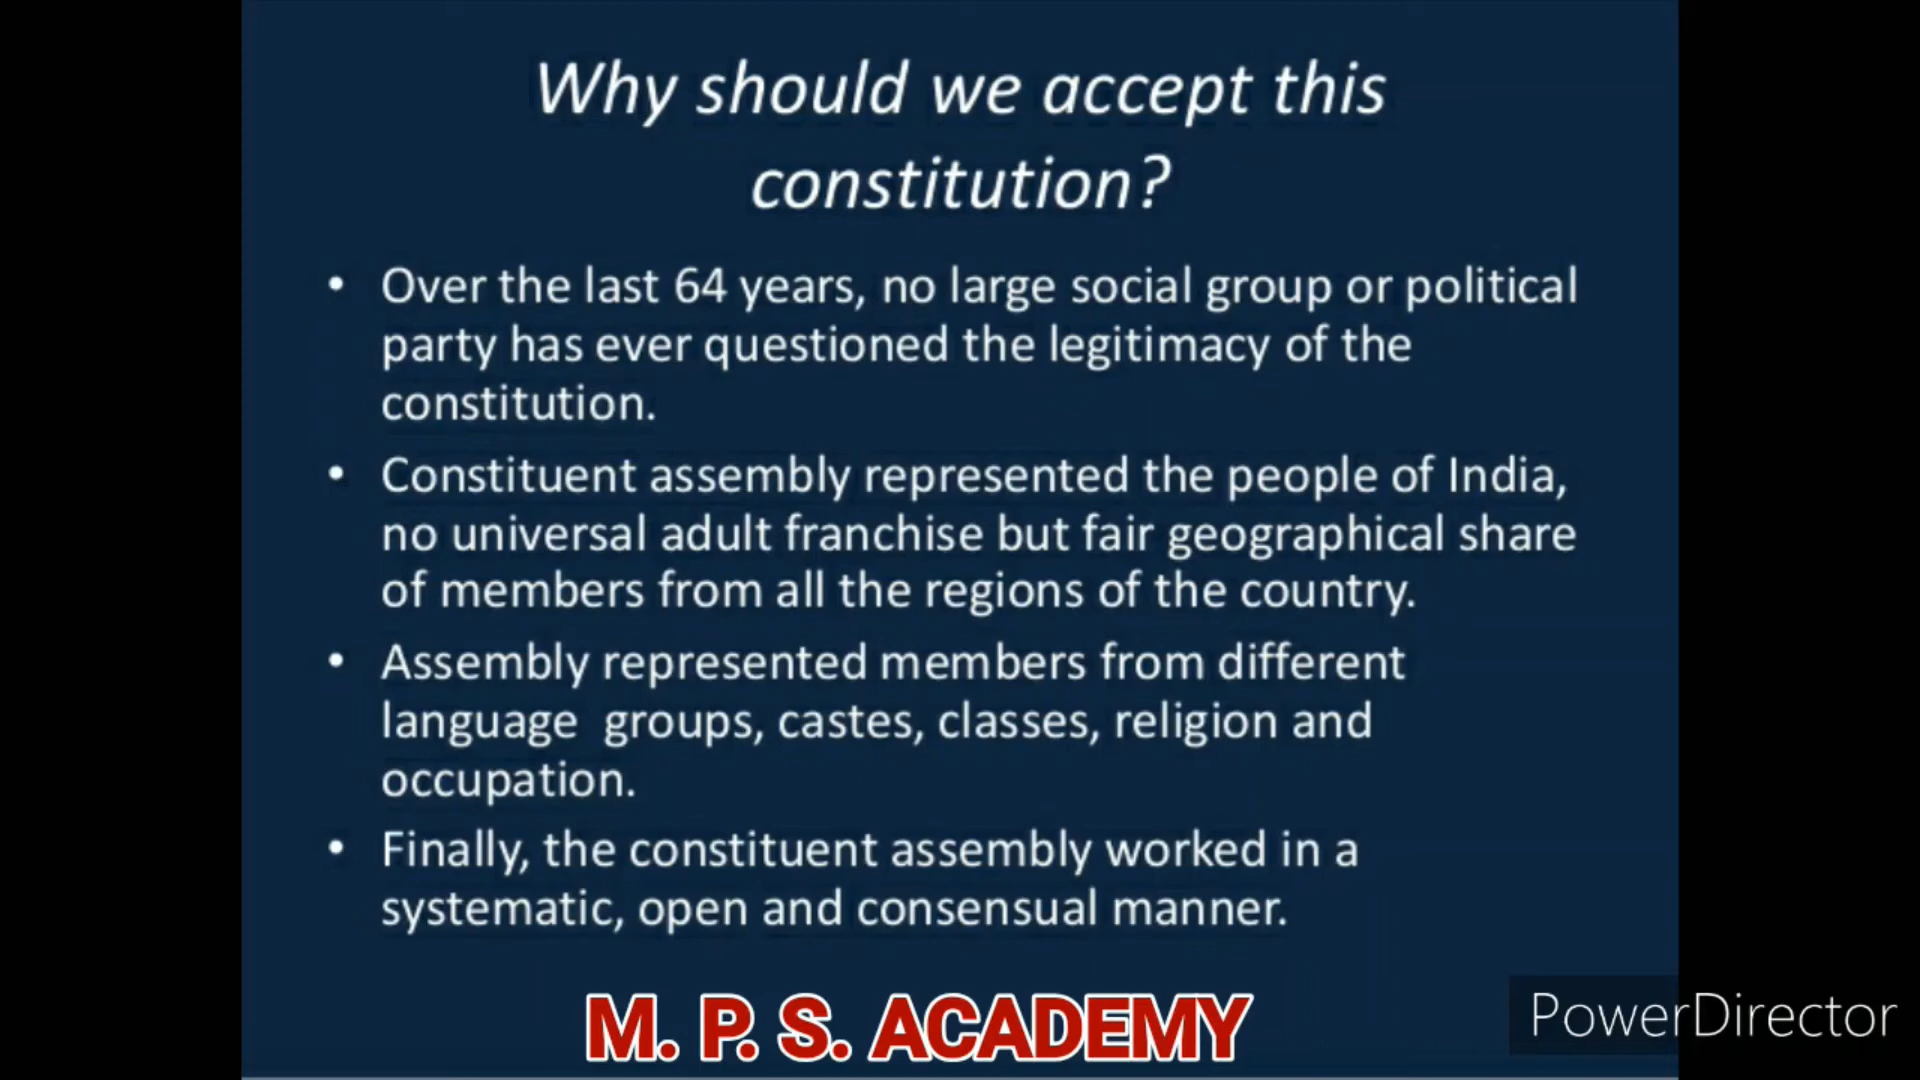 Why should we accept this
constitution?
• Over the last 64 years, no large social group or political
party has ever questioned the legitimacy of the
constitution.
• Constituent assembly represented the people of India,
no universal adult franchise but fair geographical share
of members from all the regions of the country.
• Assembly represented members from different
language  groups, castes, classes, religion and
occupation.
• Finally, the constituent assembly worked in a
systematic, open and consensual manner.
M. P. S. ACADEMY
PowerDirector